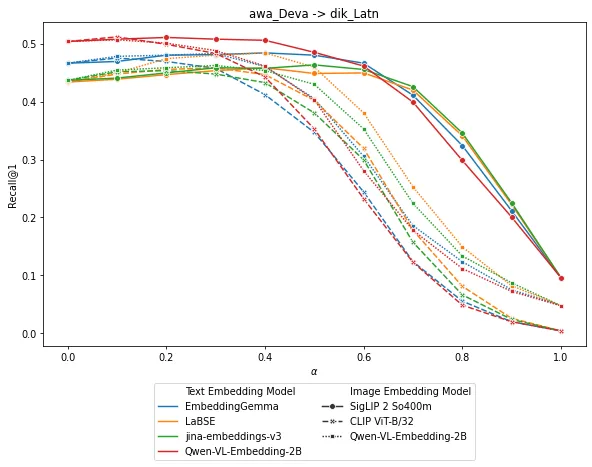 awa_Deva -> dik_Latn
Recall@1
0.5
0.4
0.3
0.2
0.1
0.0
0.0 0.2 0.4 0.6 0.8 1.0
α
Text Embedding Model
EmbeddingGemma
LaBSE
jina-embeddings-v3
Qwen-VL-Embedding-2B
Image Embedding Model
SigLIP 2 So400m
CLIP ViT-B/32
Qwen-VL-Embedding-2B